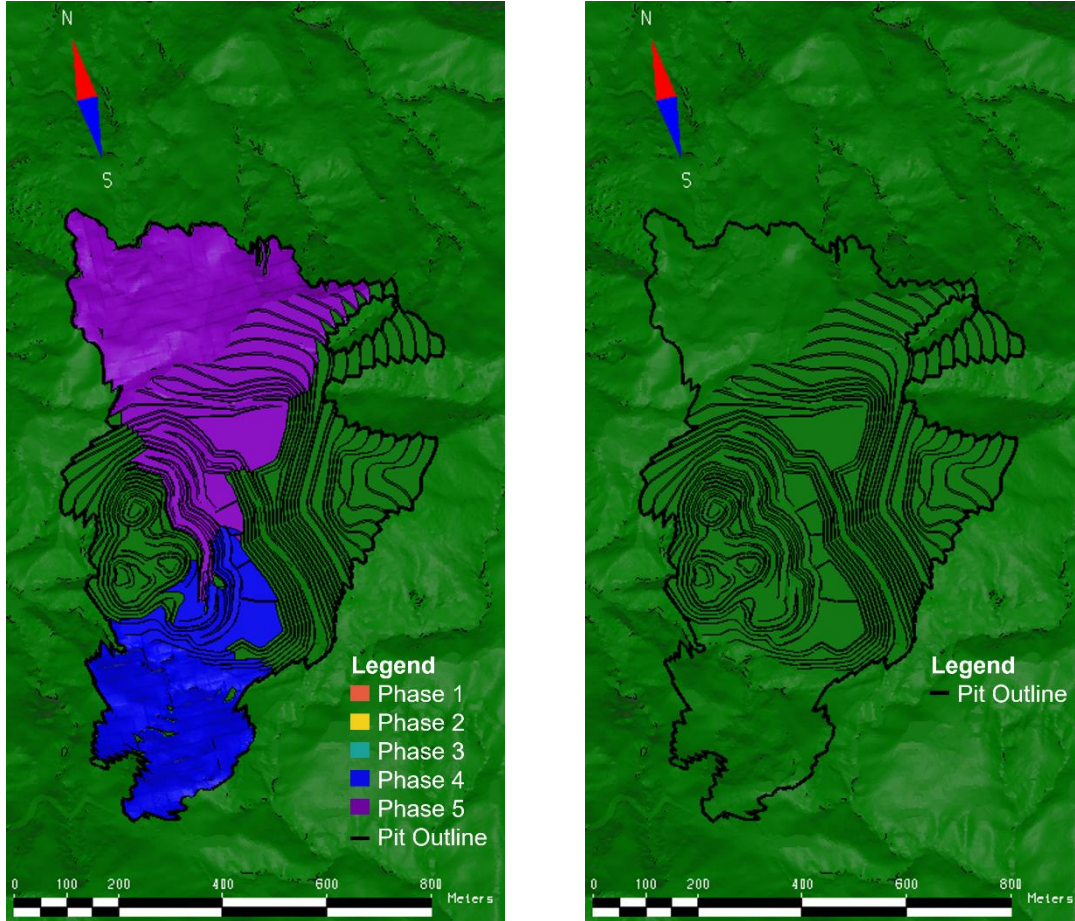 N
S
Legend
Phase 1
Phase 2
Phase 3
Phase 4
Phase 5
Pit Outline
0 100 200 400 600 800
Meters
N
S
Legend
Pit Outline
0 100 200 400 600 800
Meters